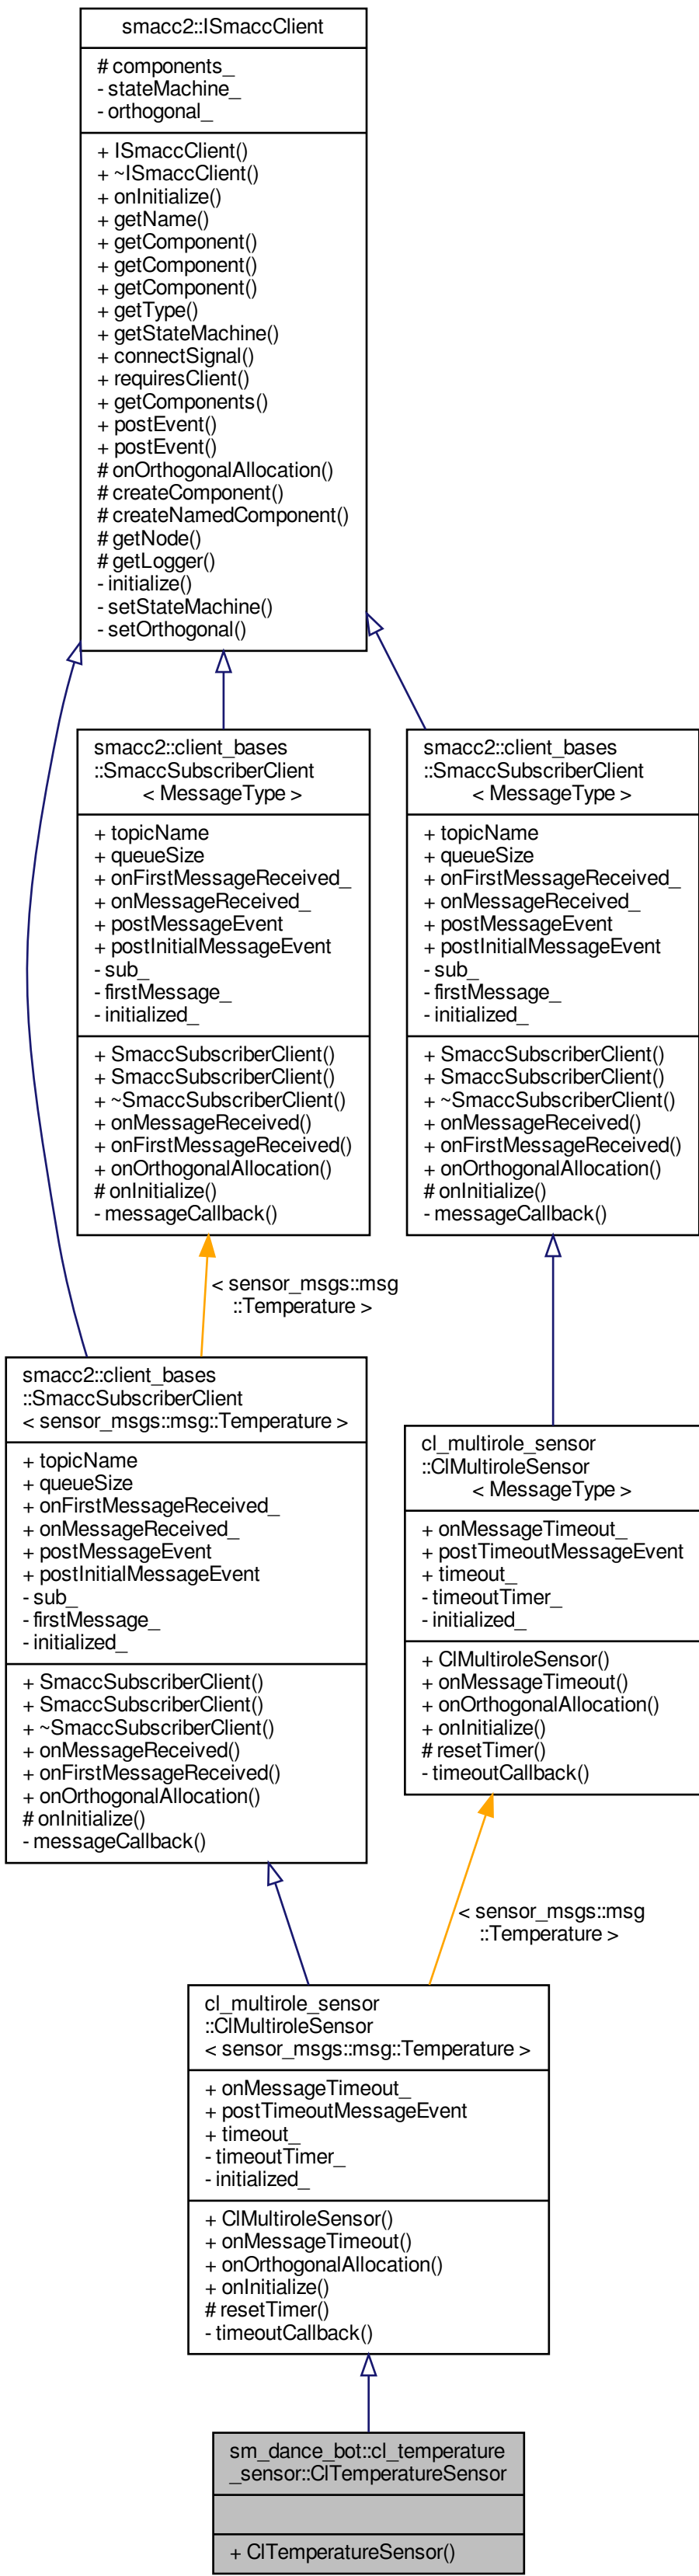 smacc2::ISmaccClient
# components_
- stateMachine_
- orthogonal_
+ ISmaccClient()
+ ~ISmaccClient()
+ onInitialize()
+ getName()
+ getComponent()
+ getComponent()
+ getComponent()
+ getType()
+ getStateMachine()
+ connectSignal()
+ requiresClient()
+ getComponents()
+ postEvent()
+ postEvent()
# onOrthogonalAllocation()
# createComponent()
# createNamedComponent()
# getNode()
# getLogger()
- initialize()
- setStateMachine()
- setOrthogonal()
smacc2::client_bases
::SmaccSubscriberClient
< MessageType >
+ topicName
+ queueSize
+ onFirstMessageReceived_
+ onMessageReceived_
+ postMessageEvent
+ postInitialMessageEvent
- sub_
- firstMessage_
- initialized_
+ SmaccSubscriberClient()
+ SmaccSubscriberClient()
+ ~SmaccSubscriberClient()
+ onMessageReceived()
+ onFirstMessageReceived()
+ onOrthogonalAllocation()
# onInitialize()
- messageCallback()
smacc2::client_bases
::SmaccSubscriberClient
< MessageType >
+ topicName
+ queueSize
+ onFirstMessageReceived_
+ onMessageReceived_
+ postMessageEvent
+ postInitialMessageEvent
- sub_
- firstMessage_
- initialized_
+ SmaccSubscriberClient()
+ SmaccSubscriberClient()
+ ~SmaccSubscriberClient()
+ onMessageReceived()
+ onFirstMessageReceived()
+ onOrthogonalAllocation()
# onInitialize()
- messageCallback()
< sensor_msgs::msg
::Temperature >
smacc2::client_bases
::SmaccSubscriberClient
< sensor_msgs::msg::Temperature >
+ topicName
+ queueSize
+ onFirstMessageReceived_
+ onMessageReceived_
+ postMessageEvent
+ postInitialMessageEvent
- sub_
- firstMessage_
- initialized_
+ SmaccSubscriberClient()
+ SmaccSubscriberClient()
+ ~SmaccSubscriberClient()
+ onMessageReceived()
+ onFirstMessageReceived()
+ onOrthogonalAllocation()
# onInitialize()
- messageCallback()
cl_multirole_sensor
::ClMultiroleSensor
< MessageType >
+ onMessageTimeout_
+ postTimeoutMessageEvent
+ timeout_
- timeoutTimer_
- initialized_
+ ClMultiroleSensor()
+ onMessageTimeout()
+ onOrthogonalAllocation()
+ onInitialize()
# resetTimer()
- timeoutCallback()
< sensor_msgs::msg
::Temperature >
cl_multirole_sensor
::ClMultiroleSensor
< sensor_msgs::msg::Temperature >
+ onMessageTimeout_
+ postTimeoutMessageEvent
+ timeout_
- timeoutTimer_
- initialized_
+ ClMultiroleSensor()
+ onMessageTimeout()
+ onOrthogonalAllocation()
+ onInitialize()
# resetTimer()
- timeoutCallback()
sm_dance_bot::cl_temperature
_sensor::ClTemperatureSensor
+ ClTemperatureSensor()